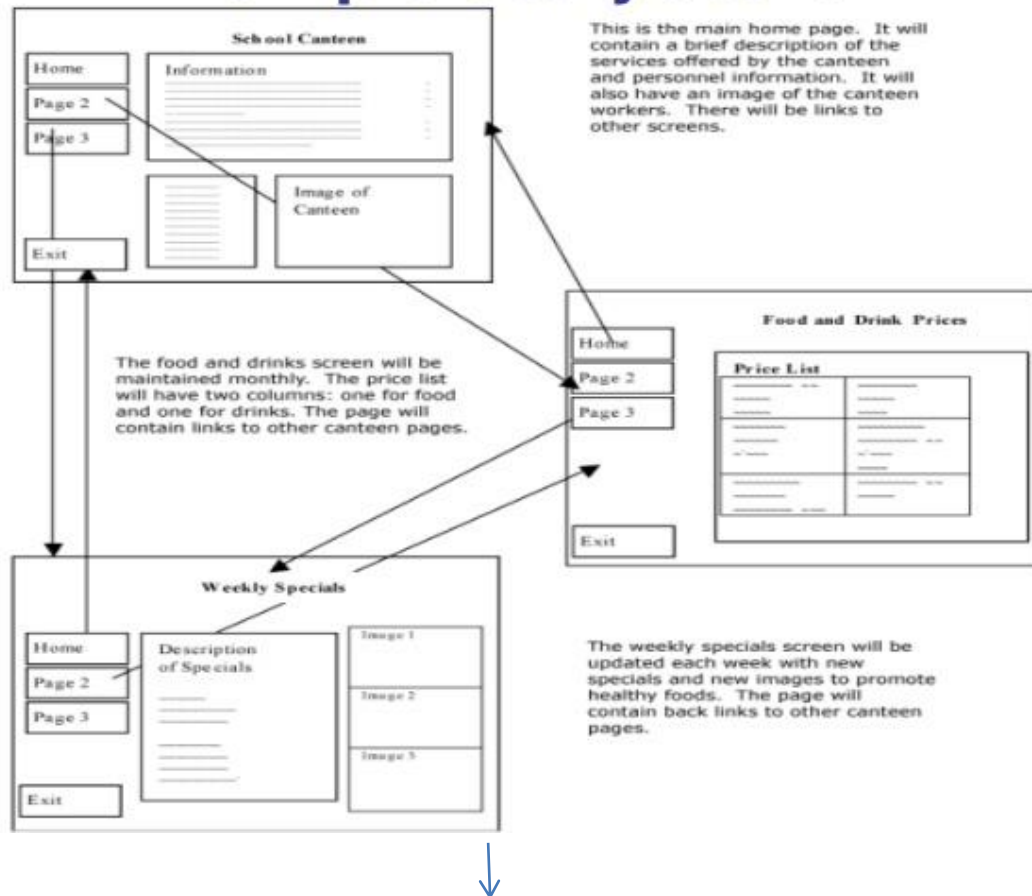 School Canteen
Home
Page 2
Page 3
Exit
Information
Image of
Canteen
This is the main home page. It will
contain a brief description of the
services offered by the canteen
and personnel information. It will
also have an image of the canteen
workers. There will be links to
other screens.
The food and drinks screen will be
maintained monthly. The price list
will have two columns: one for food
and one for drinks. The page will
contain links to other canteen pages.
Food and Drink Prices
Home
Page 2
Page 3
Exit
Price List
Weekly Specials
Home
Page 2
Page 3
Exit
Description
of Specials
Image 1
Image 2
Image 3
The weekly specials screen will be
updated each week with new
specials and new images to promote
healthy foods. The page will
contain back links to other canteen
pages.